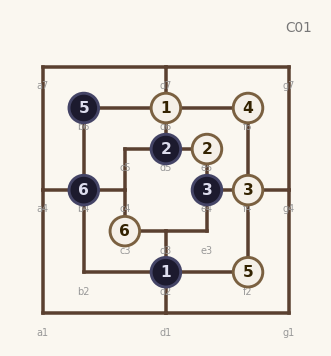 C01
a7 d7 g7
5 1 4
b6 d6 f6
2 2
c5 d5 e5
6 3 3
a4 b4 c4 e4 f4 g4
6
c3 d3 e3
1 5
b2 d2 f2
a1 d1 g1